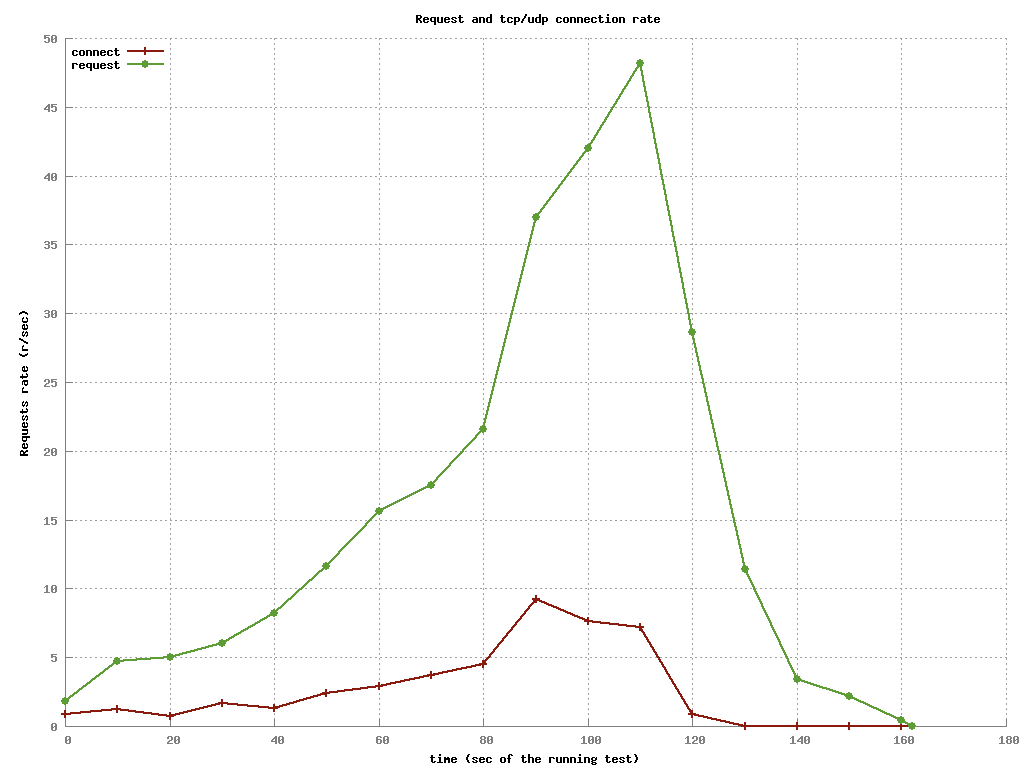 Request and tcp/udp connection rate
50
45
40
35
30
25
20
15
10
5
0
connect
request
Requests rate (r/sec)
0 20 40 60 80 100 120 140 160 180
time (sec of the running test)